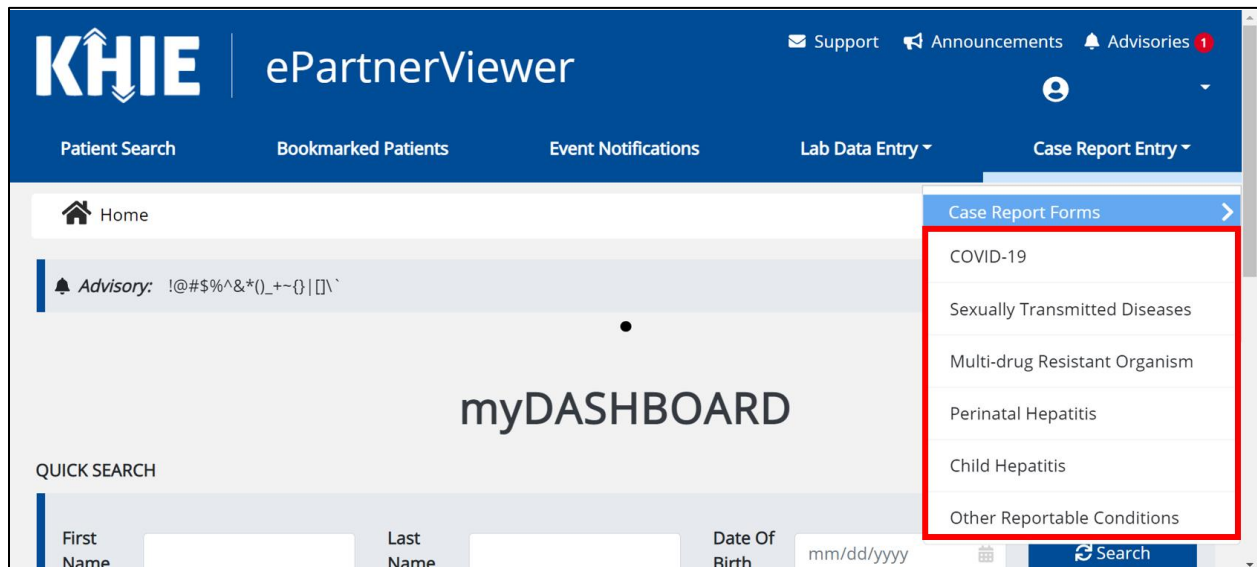 KHIE ePartnerViewer
Support Announcements Advisories 1
Patient Search Bookmarked Patients Event Notifications Lab Data Entry Case Report Entry
Home
Case Report Forms
Advisory: !@#$%^&*()_+~{}|[]\`
COVID-19
Sexually Transmitted Diseases
Multi-drug Resistant Organism
Perinatal Hepatitis
Child Hepatitis
Other Reportable Conditions
myDASHBOARD
QUICK SEARCH
First Name
Last Name
Date Of Birth
mm/dd/yyyy
Search